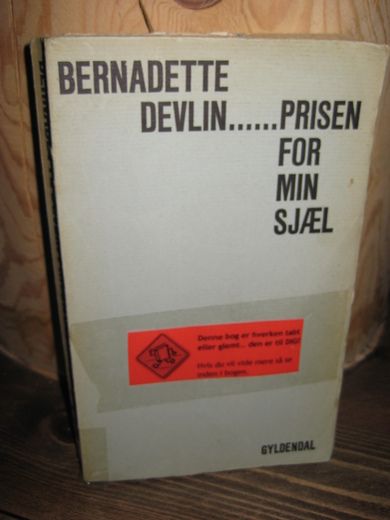 BERNADETTE
DEVLIN......PRISEN
FOR
MIN
SJÆL
Denne bog er hverken tabt
eller glemt... den er til DIG!
Hvis du vil vide mere så se
inden i bogen.
GYLDENDAL